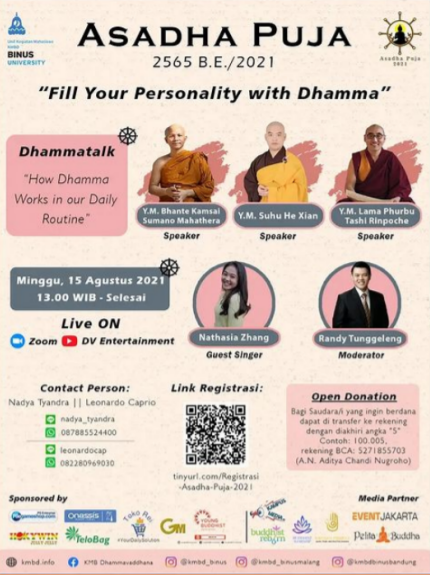 BINUS
UNIVERSITY
ASADHA PUJA
2565 B.E./2021
Asadha Puja
2021
"Fill Your Personality with Dhamma"
Dhammatalk
"How Dhamma
Works in our Daily
Routine"
Y.M. Bhante Kamsai
Sumano Mahathera
Speaker
Y.M. Suhu He Xian
Speaker
Y.M. Lama Phurbu
Tashi Rinpoche
Speaker
Minggu, 15 Agustus 2021
13.00 WIB - Selesai
Live ON
Zoom DV Entertainment
Nathasia Zhang
Guest Singer
Randy Tunggeleng
Moderator
Contact Person:
Nadya Tyandra || Leonardo Caprio
nadya_tyandra
087885524400
leonardocap
082280969030
Link Registrasi:
tinyurl.com/Registrasi
-Asadha-Puja-2021
Open Donation
Bagi Saudara/i yang ingin berdana
dapat di transfer ke rekening
dengan diakhiri angka "5"
Contoh: 100.005,
rekening BCA: 5271855703
(A.N. Aditya Chandi Nugroho)
Sponsored by
Media Partner
Onassis
TeloBag
Toko Rai
GM
YOUNG
BUDDHIST
EVENTJAKARTA
Pelita Buddha
kmbd.info
KMB Dhammavaddhana
@kmbd_binus
@kmbd_binusmalang
@kmbdbinusbandung